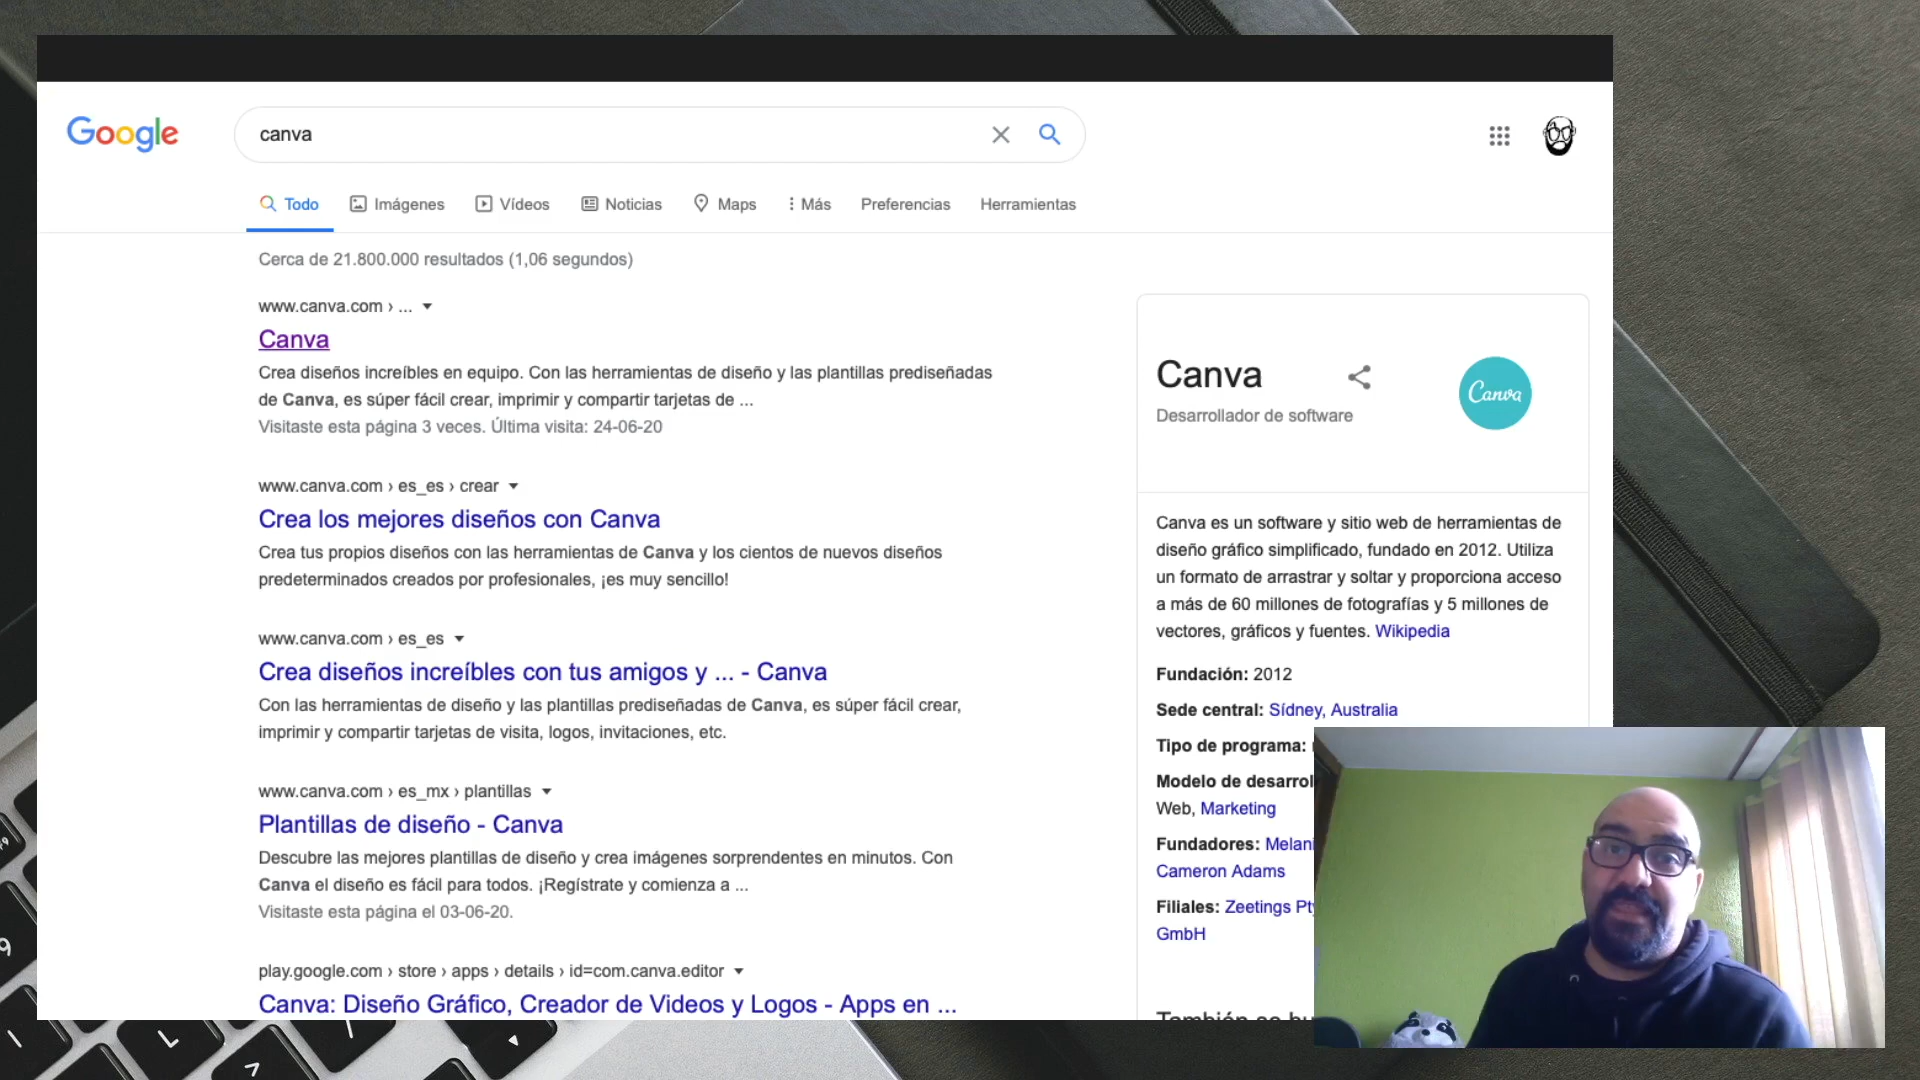 Google
canva
Todo
Imágenes
Vídeos
Noticias
Maps
Más
Preferencias
Herramientas
Cerca de 21.800.000 resultados (1,06 segundos)
www.canva.com › ...
Canva
Crea diseños increíbles en equipo. Con las herramientas de diseño y las plantillas prediseñadas
de Canva, es súper fácil crear, imprimir y compartir tarjetas de ...
Visitaste esta página 3 veces. Última visita: 24-06-20
www.canva.com › es_es › crear
Crea los mejores diseños con Canva
Crea tus propios diseños con las herramientas de Canva y los cientos de nuevos diseños
predeterminados creados por profesionales, ¡es muy sencillo!
www.canva.com › es_es
Crea diseños increíbles con tus amigos y ... - Canva
Con las herramientas de diseño y las plantillas prediseñadas de Canva, es súper fácil crear,
imprimir y compartir tarjetas de visita, logos, invitaciones, etc.
www.canva.com › es_mx › plantillas
Plantillas de diseño - Canva
Descubre las mejores plantillas de diseño y crea imágenes sorprendentes en minutos. Con
Canva el diseño es fácil para todos. ¡Regístrate y comienza a ...
Visitaste esta página el 03-06-20.
play.google.com › store › apps › details › id=com.canva.editor
Canva: Diseño Gráfico, Creador de Videos y Logos - Apps en ...
Canva
Desarrollador de software
Canva
Canva es un software y sitio web de herramientas de
diseño gráfico simplificado, fundado en 2012. Utiliza
un formato de arrastrar y soltar y proporciona acceso
a más de 60 millones de fotografías y 5 millones de
vectores, gráficos y fuentes. Wikipedia
Fundación: 2012
Sede central: Sídney, Australia
Tipo de programa:
Modelo de desarrol
Web, Marketing
Fundadores: Melani
Cameron Adams
Filiales: Zeetings Pty
GmbH
9
L